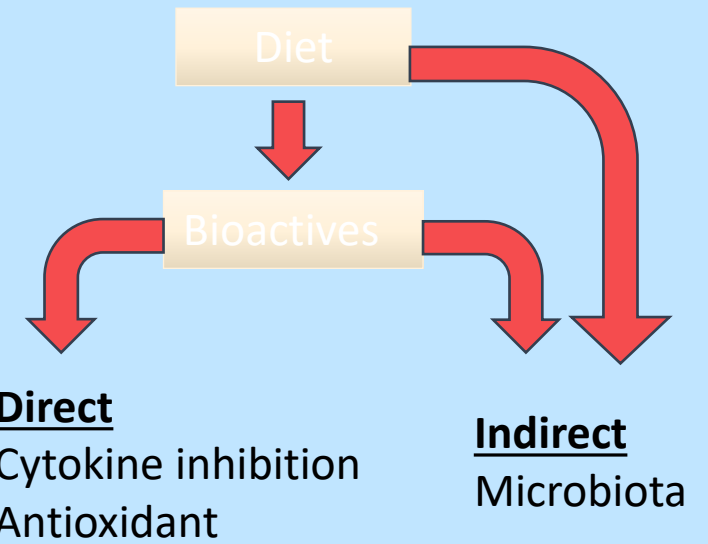 Diet
Bioactives
Direct
Cytokine inhibition
Antioxidant
Indirect
Microbiota